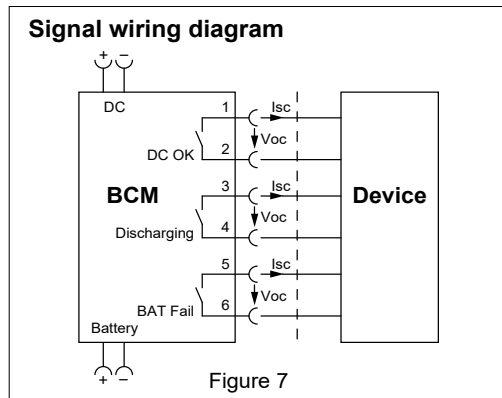 Signal wiring diagram
+ −
DC
1 Isc
Voc
DC OK 2
3 Isc
BCM Device
Voc
Discharging 4
5 Isc
Voc
BAT Fail 6
Battery
+ −
Figure 7